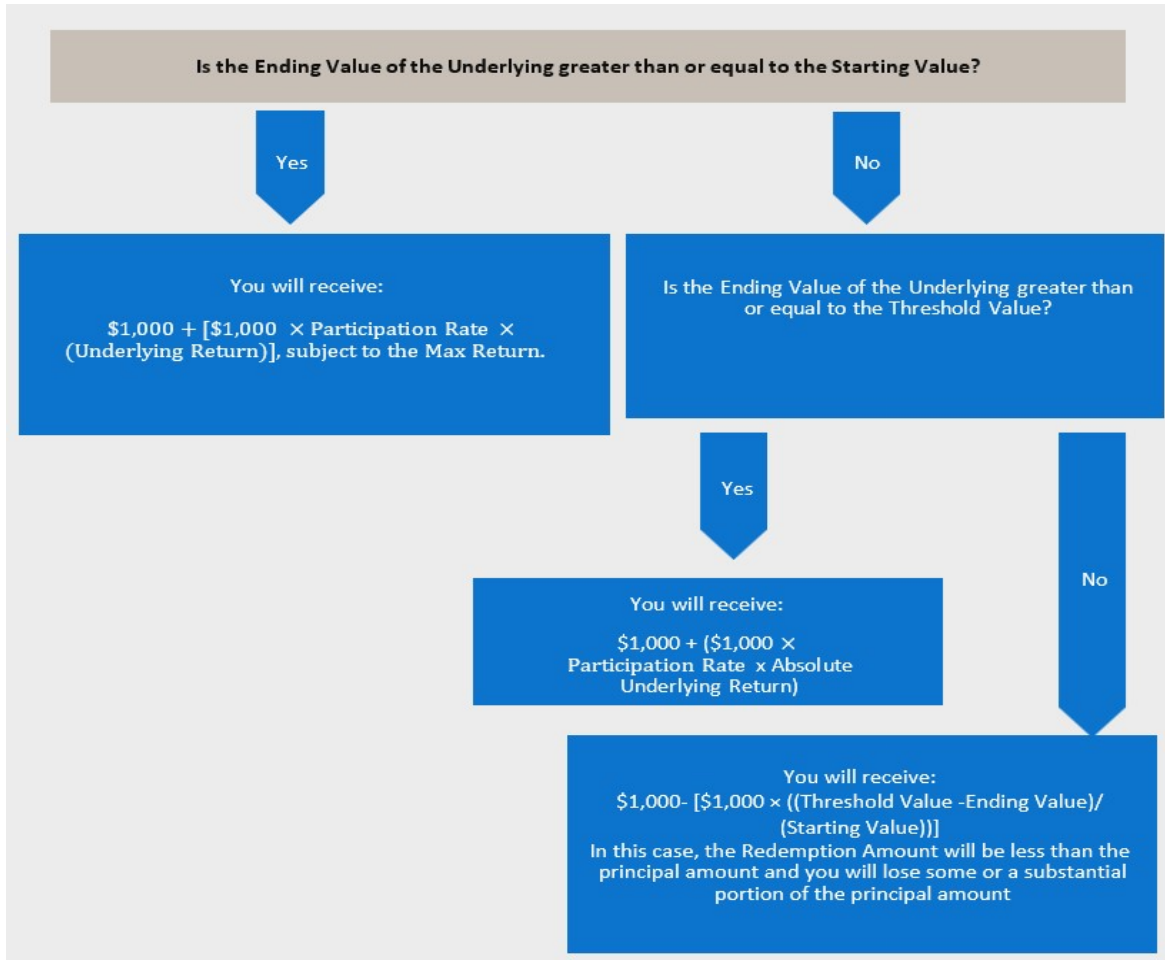 Is the Ending Value of the Underlying greater than or equal to the Starting Value?
Yes
No
You will receive:
$1,000 + [$1,000 × Participation Rate ×
(Underlying Return)], subject to the Max Return.
Is the Ending Value of the Underlying greater than
or equal to the Threshold Value?
Yes
No
You will receive:
$1,000 + ($1,000 ×
Participation Rate x Absolute
Underlying Return)
You will receive:
$1,000- [$1,000 × ((Threshold Value -Ending Value)/
(Starting Value))]
In this case, the Redemption Amount will be less than the
principal amount and you will lose some or a substantial
portion of the principal amount